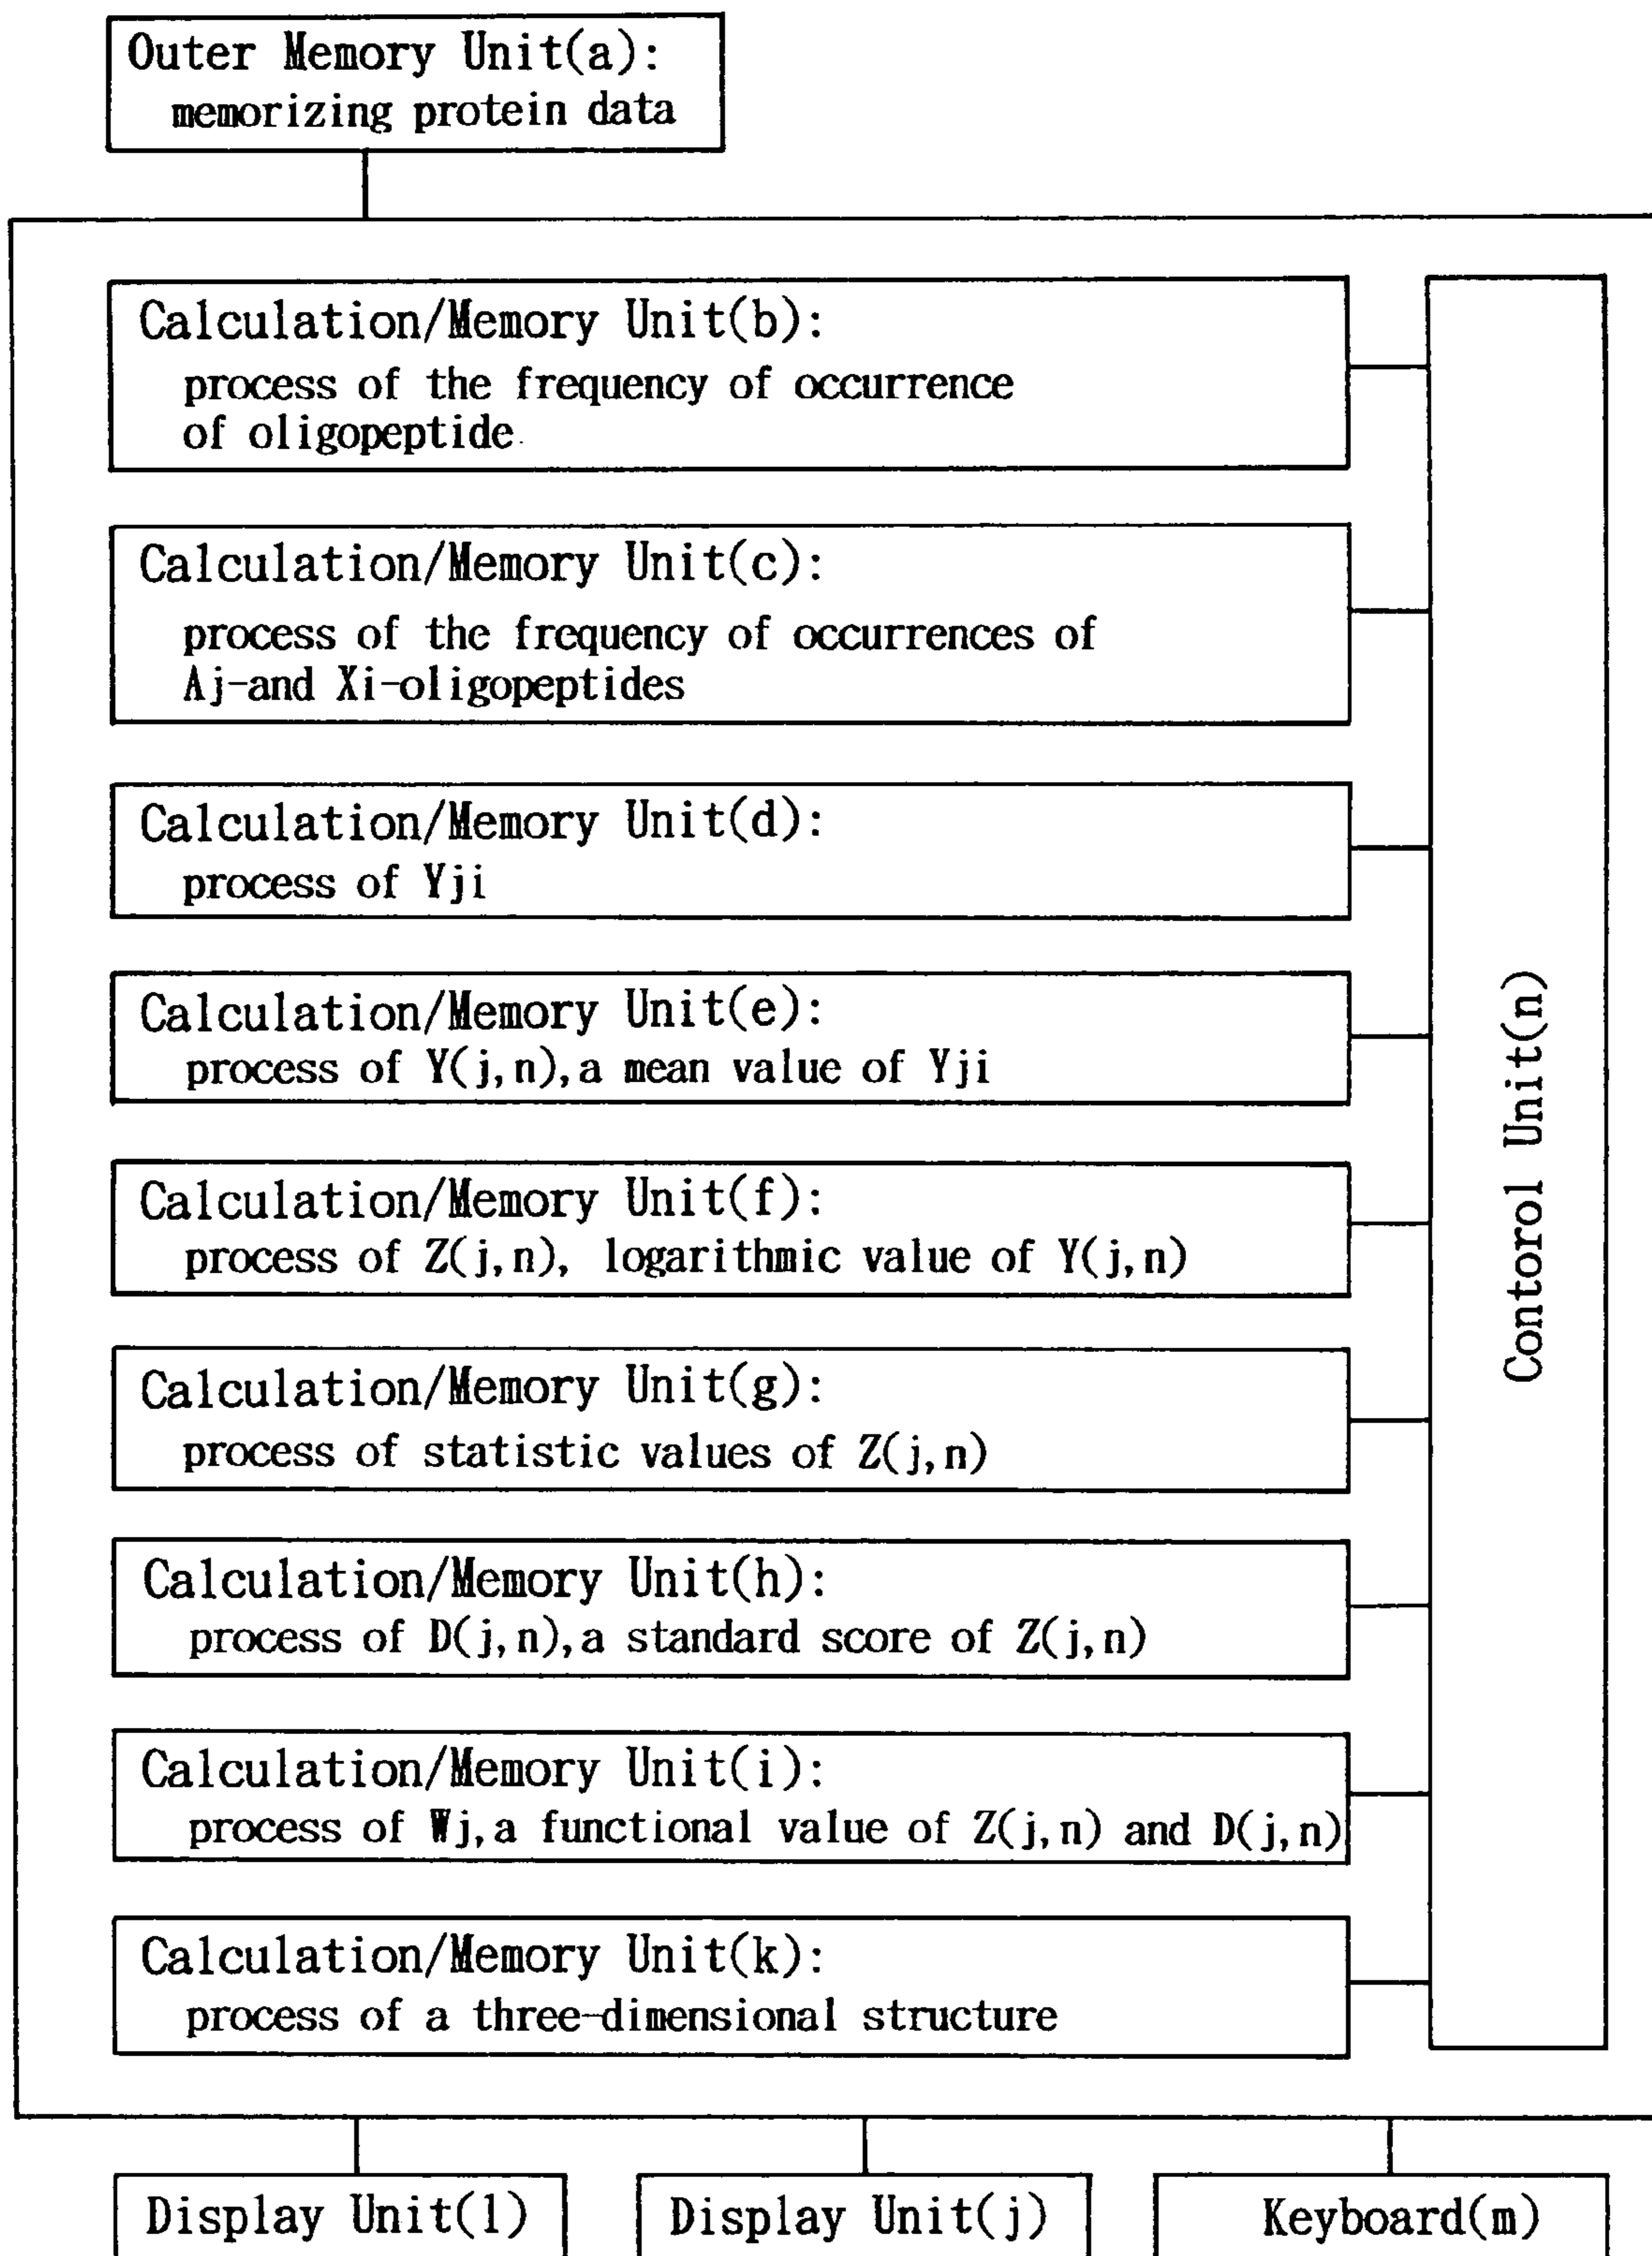 Outer Memory Unit(a):
memorizing protein data
Calculation/Memory Unit(b):
process of the frequency of occurrence
of oligopeptide
Calculation/Memory Unit(c):
process of the frequency of occurrences of
Aj-and Xi-oligopeptides
Calculation/Memory Unit(d):
process of Yji
Calculation/Memory Unit(e):
process of Y(j,n),a mean value of Yji
Calculation/Memory Unit(f):
process of Z(j,n), logarithmic value of Y(j,n)
Calculation/Memory Unit(g):
process of statistic values of Z(j,n)
Calculation/Memory Unit(h):
process of D(j,n),a standard score of Z(j,n)
Calculation/Memory Unit(i):
process of Wj,a functional value of Z(j,n) and D(j,n)
Calculation/Memory Unit(k):
process of a three-dimensional structure
Contorol Unit(n)
Display Unit(l)
Display Unit(j)
Keyboard(m)